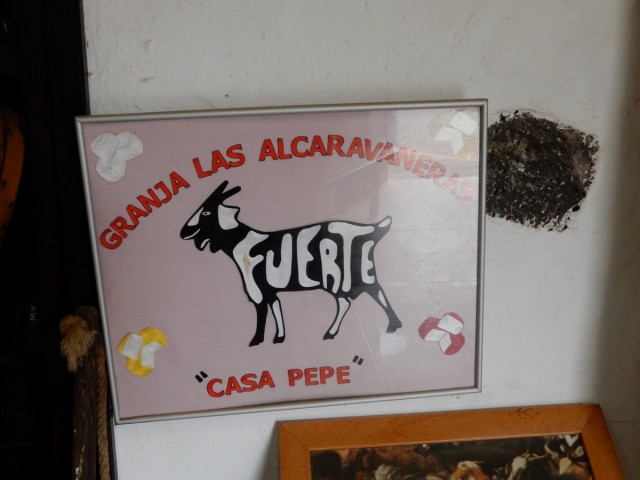 GRANJA LAS ALCARAVANERAS
FUERTE
"CASA PEPE"